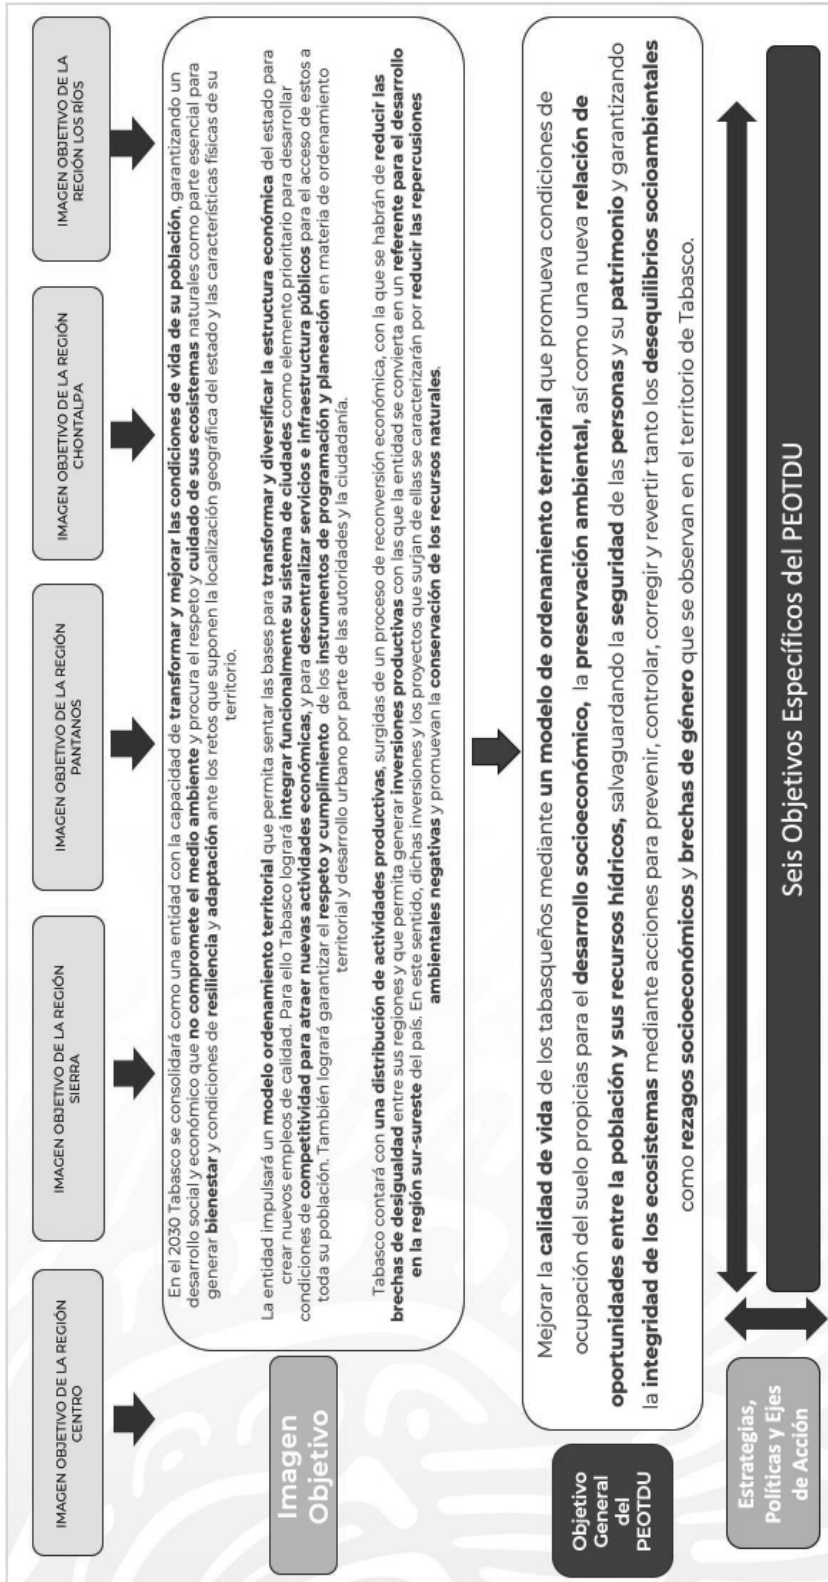 IMAGEN OBJETIVO DE LA REGIÓN
CENTRO
IMAGEN OBJETIVO DE LA REGIÓN
SIERRA
IMAGEN OBJETIVO DE LA REGIÓN
PANTANOS
IMAGEN OBJETIVO DE LA REGIÓN
CHONTALPA
IMAGEN OBJETIVO DE LA
REGIÓN LOS RÍOS
Imagen
Objetivo
En el 2030 Tabasco se consolidará como una entidad con la capacidad de transformar y mejorar las condiciones de vida de su población, garantizando un
desarrollo social y económico que no compromete el medio ambiente y procura el respeto y cuidado de sus ecosistemas naturales como parte esencial para
generar bienestar y condiciones de resiliencia y adaptación ante los retos que suponen la localización geográfica del estado y las características físicas de su
territorio.
La entidad impulsará un modelo ordenamiento territorial que permita sentar las bases para transformar y diversificar la estructura económica del estado para
crear nuevos empleos de calidad. Para ello Tabasco logrará integrar funcionalmente su sistema de ciudades como elemento prioritario para desarrollar
condiciones de competitividad para atraer nuevas actividades económicas, y para descentralizar servicios e infraestructura públicos para el acceso de estos a
toda su población. También logrará garantizar el respeto y cumplimiento de los instrumentos de programación y planeación en materia de ordenamiento
territorial y desarrollo urbano por parte de las autoridades y la ciudadanía.
Tabasco contará con una distribución de actividades productivas, surgidas de un proceso de reconversión económica, con la que se habrán de reducir las
brechas de desigualdad entre sus regiones y que permita generar inversiones productivas con las que la entidad se convierta en un referente para el desarrollo
en la región sur-sureste del país. En este sentido, dichas inversiones y los proyectos que surjan de ellas se caracterizarán por reducir las repercusiones
ambientales negativas y promuevan la conservación de los recursos naturales.
Objetivo
General
del
PEOTDU
Mejorar la calidad de vida de los tabasqueños mediante un modelo de ordenamiento territorial que promueva condiciones de
ocupación del suelo propicias para el desarrollo socioeconómico, la preservación ambiental, así como una nueva relación de
oportunidades entre la población y sus recursos hídricos, salvaguardando la seguridad de las personas y su patrimonio y garantizando
la integridad de los ecosistemas mediante acciones para prevenir, controlar, corregir y revertir tanto los desequilibrios socioambientales
como rezagos socioeconómicos y brechas de género que se observan en el territorio de Tabasco.
Estrategias,
Políticas y Ejes
de Acción
Seis Objetivos Específicos del PEOTDU